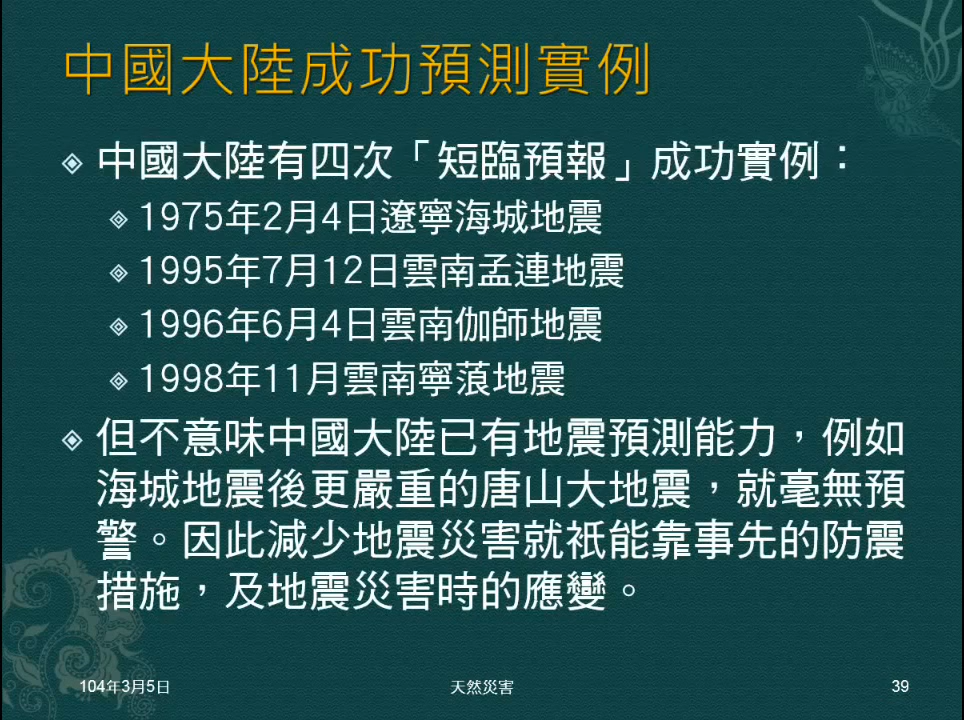 中國大陸成功預測實例
中國大陸有四次「短臨預報」成功實例：
1975年2月4日遼寧海城地震
1995年7月12日雲南孟連地震
1996年6月4日雲南伽師地震
1998年11月雲南寧蒗地震
但不意味中國大陸已有地震預測能力，例如
海城地震後更嚴重的唐山大地震，就毫無預
警。因此減少地震災害就衹能靠事先的防震
措施，及地震災害時的應變。
104年3月5日
天然災害
39